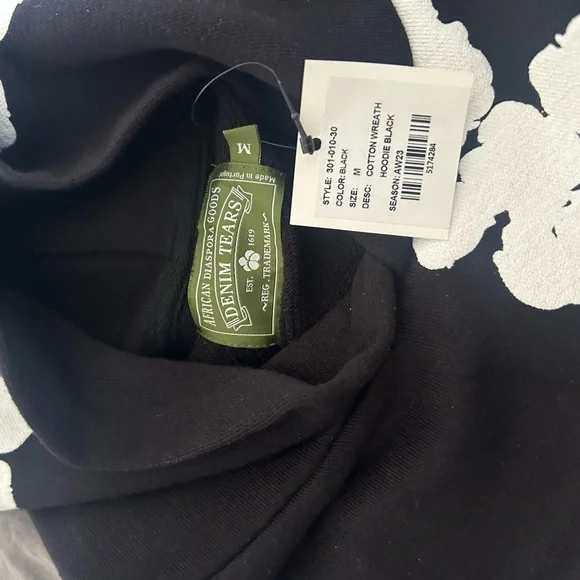 STYLE: 301-010-30
COLOR: BLACK
SIZE: M
DESC: COTTON WREATH
HOODIE BLACK
SEASON: AW23
5174284
M
Made in Portugal
AFRICAN DIASPORA GOODS
DENIM TEARS
EST. 1619
~REG. TRADEMARK~